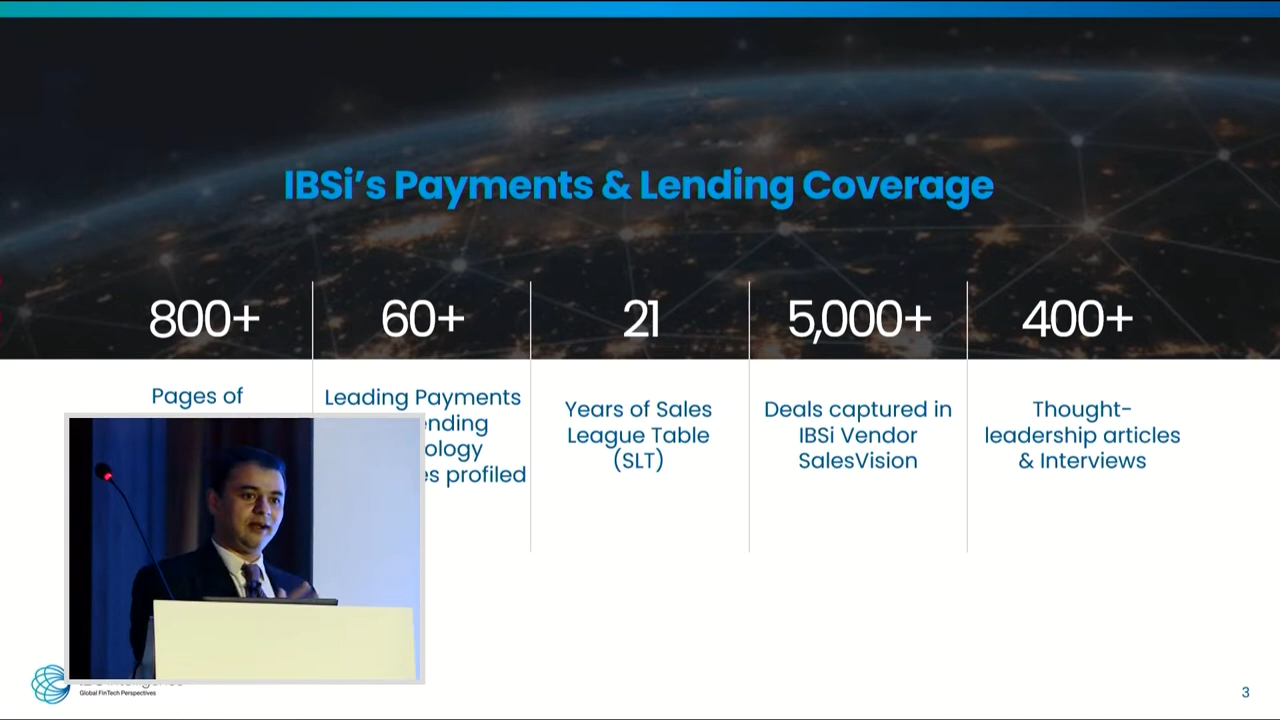 IBSi’s Payments & Lending Coverage
800+
60+
21
5,000+
400+
Pages of
Leading Payments
profiled
Years of Sales
League Table
(SLT)
Deals captured in
IBSi Vendor
SalesVision
Thought-
leadership articles
& Interviews
Global FinTech Perspectives
3